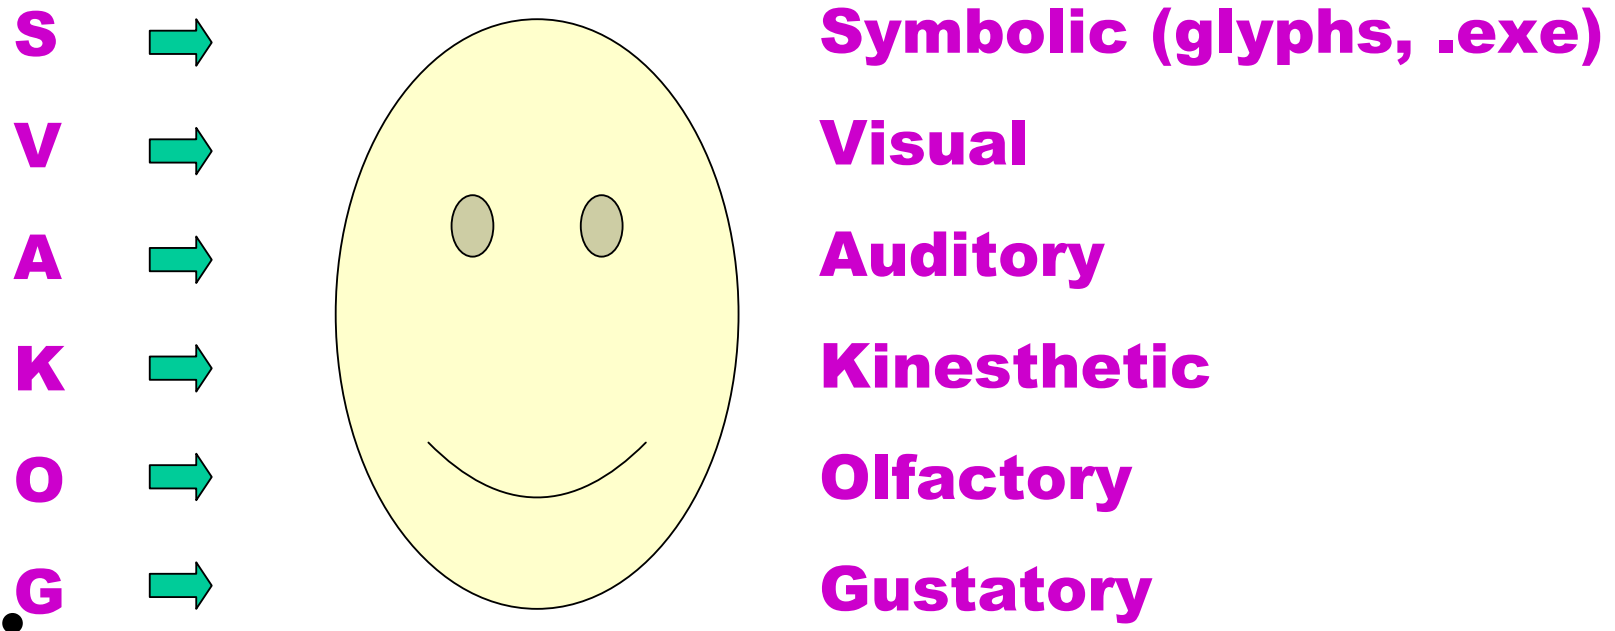 S Symbolic (glyphs, .exe)
V Visual
A Auditory
K Kinesthetic
O Olfactory
G Gustatory